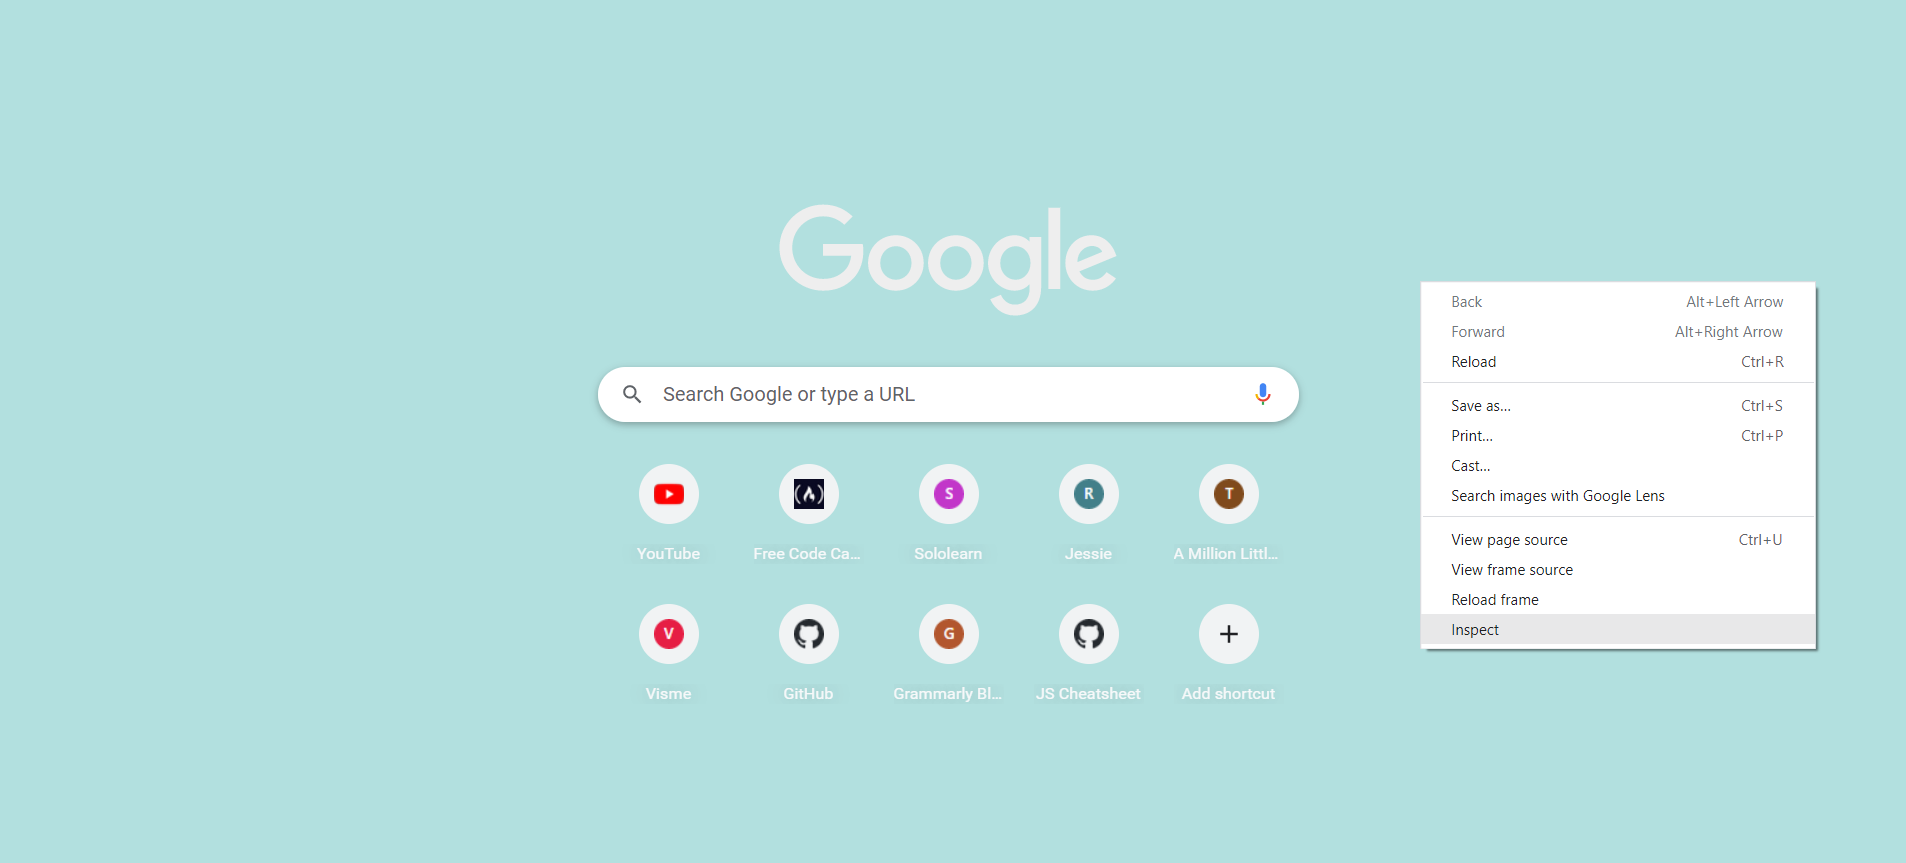 Google
Search Google or type a URL
S
R
T
YouTube
Free Code Ca...
Sololearn
Jessie
A Million Littl...
V
G
Visme
GitHub
Grammarly Bl...
JS Cheatsheet
Add shortcut
Back Alt+Left Arrow
Forward Alt+Right Arrow
Reload Ctrl+R
Save as... Ctrl+S
Print... Ctrl+P
Cast...
Search images with Google Lens
View page source Ctrl+U
View frame source
Reload frame
Inspect